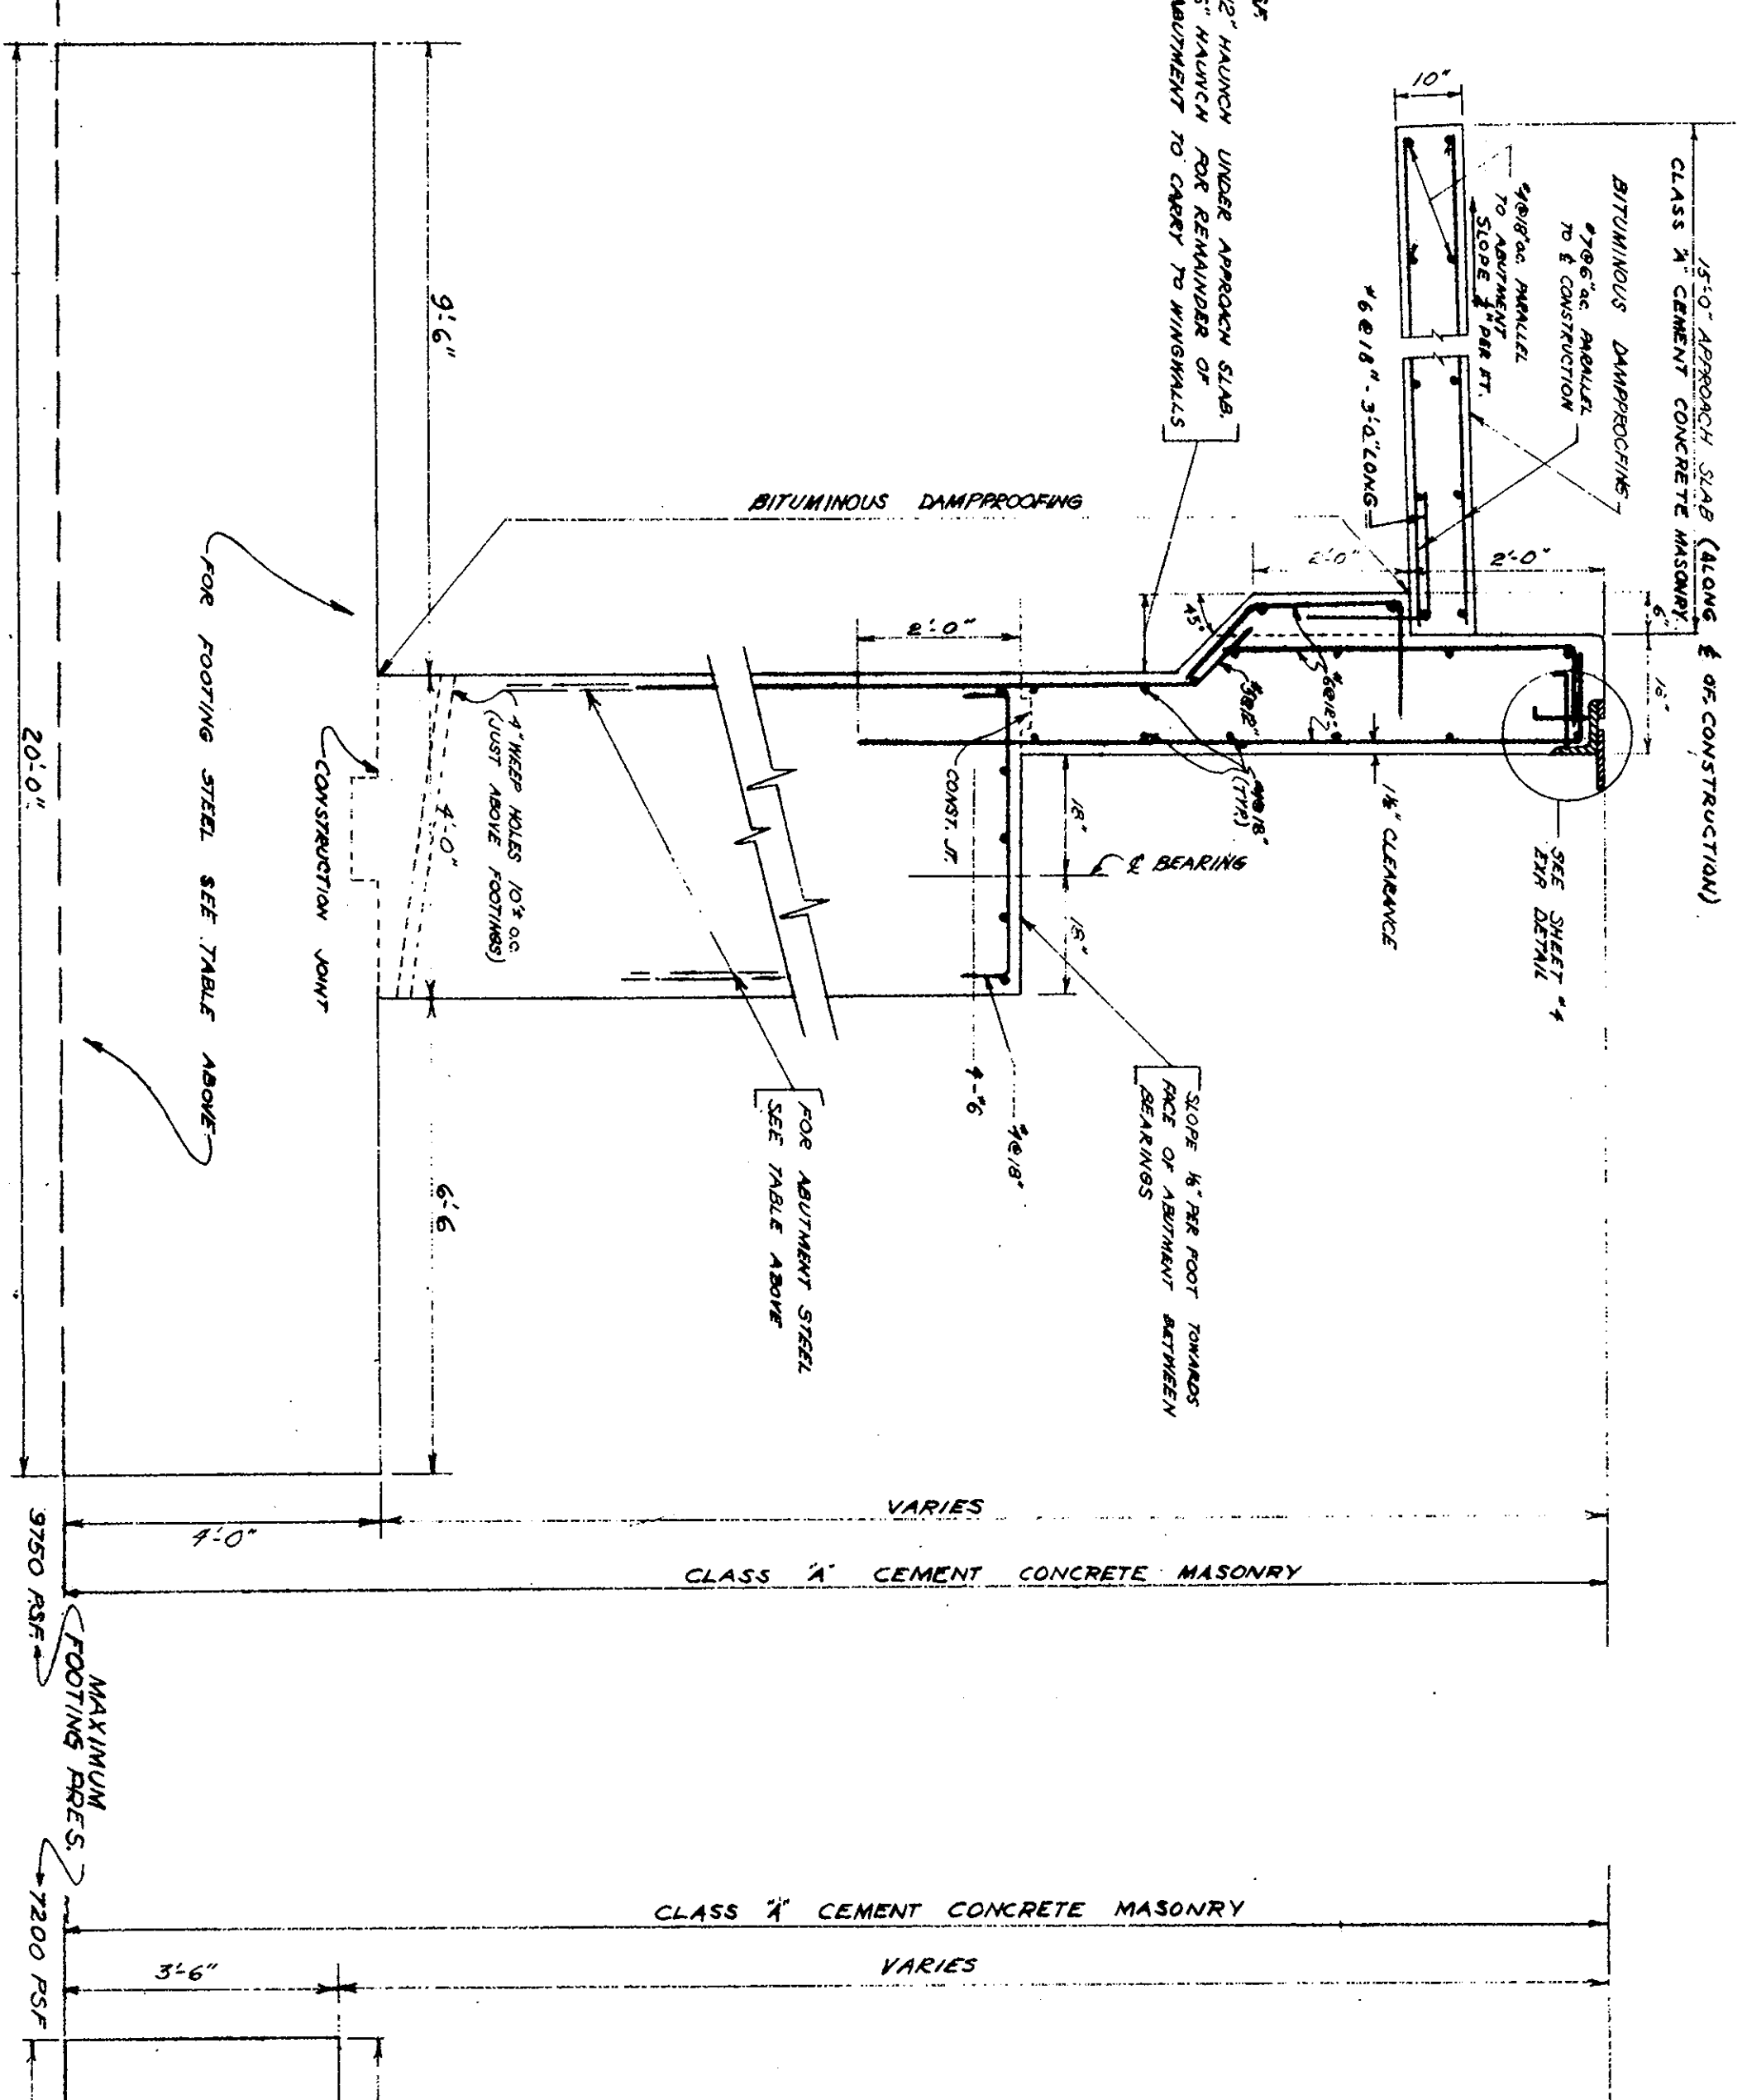 15'-0" APPROACH SLAB (ALONG ℄ OF CONSTRUCTION)
CLASS "A" CEMENT CONCRETE MASONRY.
BITUMINOUS DAMPPROOFING
#7@6" o.c. PARALLEL
TO ℄ CONSTRUCTION
#4@18" o.c. PARALLEL
TO ABUTMENT
SLOPE PER FT.
10"
#6@18"-3'-0" LONG
2'-0"
2'-0"
6"
18"
12" HAUNCH UNDER APPROACH SLAB.
6" HAUNCH FOR REMAINDER OF
ABUTMENT TO CARRY TO WINGWALLS
BITUMINOUS DAMPPROOFING
45°
#6@12"
#5@12"
#4@18"
(TYP.)
1½" CLEARANCE
SEE SHEET #4
EXP. DETAIL
2'-0"
CONST. JT.
18"
18"
℄ BEARING
SLOPE ⅛" PER FOOT TOWARDS
FACE OF ABUTMENT BETWEEN
BEARINGS
#4@18"
4-#6
FOR ABUTMENT STEEL
SEE TABLE ABOVE
4" WEEP HOLES 10'± o.c.
(JUST ABOVE FOOTINGS)
9'-6"
4'-0"
6'-6
CONSTRUCTION JOINT
FOR FOOTING STEEL SEE TABLE ABOVE
20'-0"
VARIES
4'-0"
CLASS "A" CEMENT CONCRETE MASONRY
MAXIMUM
FOOTING PRES.
9750 PSF.
7200 PSF
CLASS "A" CEMENT CONCRETE MASONRY
VARIES
3'-6"